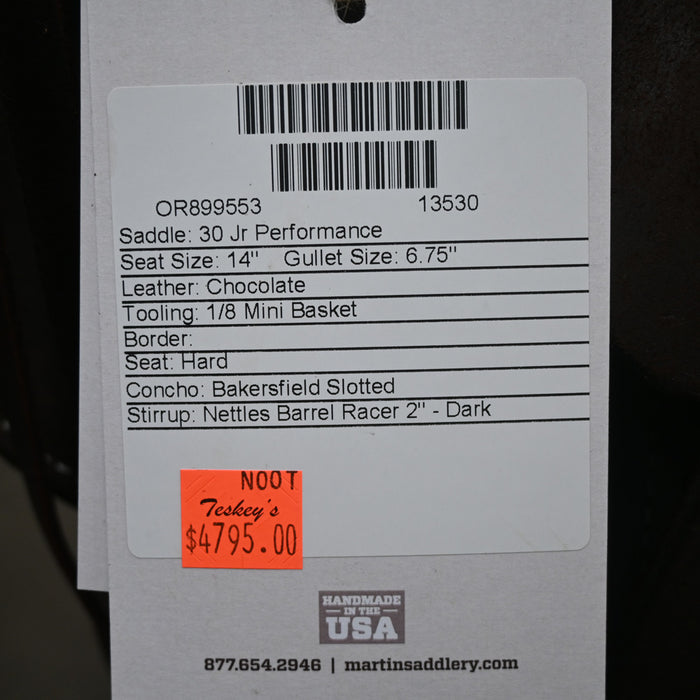 OR899553 13530
Saddle: 30 Jr Performance
Seat Size: 14" Gullet Size: 6.75"
Leather: Chocolate
Tooling: 1/8 Mini Basket
Border:
Seat: Hard
Concho: Bakersfield Slotted
Stirrup: Nettles Barrel Racer 2" - Dark
NOOT
Teskey's
$4795.00
HANDMADE
IN THE
USA
877.654.2946 | martinsaddlery.com